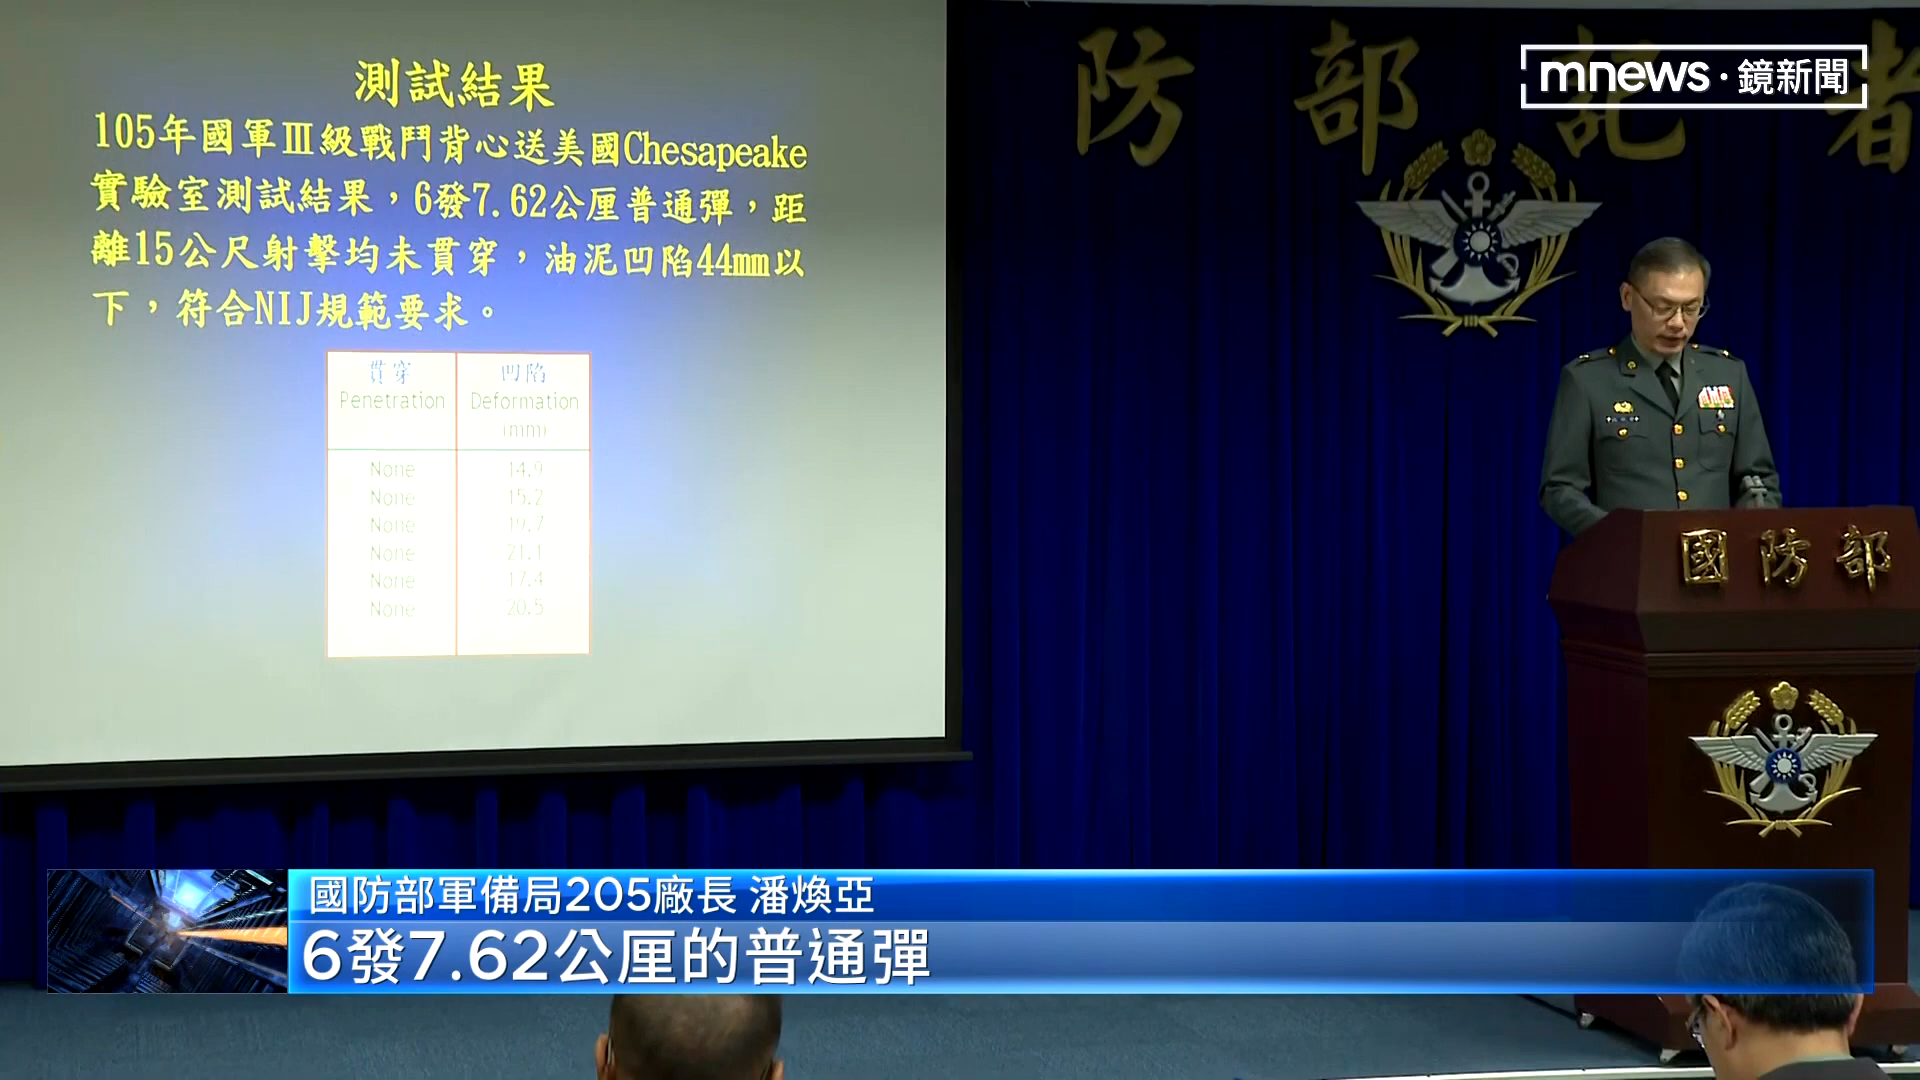 測試結果
105年國軍Ⅲ級戰鬥背心送美國Chesapeake
實驗室測試結果，6發7.62公厘普通彈，距
離15公尺射擊均未貫穿，油泥凹陷44mm以
下，符合NIJ規範要求。
貫穿 凹陷
Penetration Deformation
(mm)
None 14.9
None 15.2
None 19.7
None 21.1
None 17.4
None 20.5
防部記者
mnews·鏡新聞
國防部
國防部軍備局205廠長 潘煥亞
6發7.62公厘的普通彈